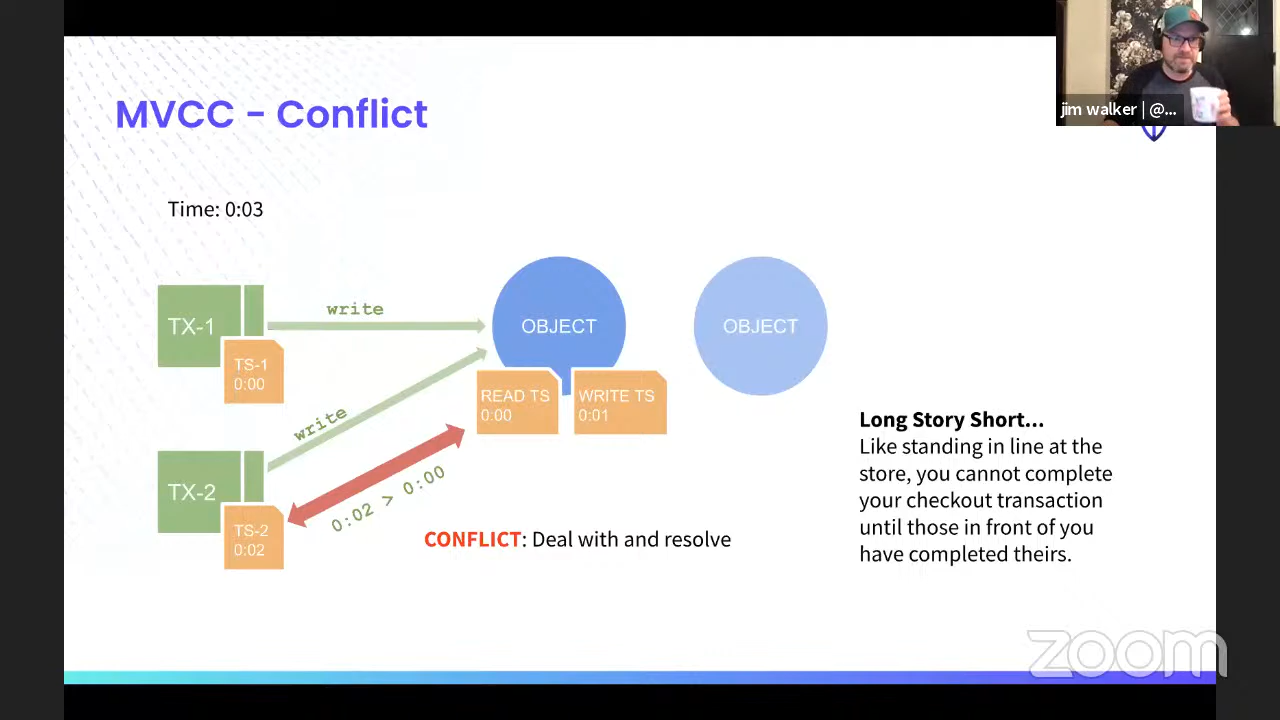 MVCC - Conflict
jim walker | @...
Time: 0:03
TX-1
TS-1
0:00
write
OBJECT
OBJECT
READ TS
0:00
WRITE TS
0:01
write
TX-2
TS-2
0:02
0:02 > 0:00
CONFLICT: Deal with and resolve
Long Story Short...
Like standing in line at the
store, you cannot complete
your checkout transaction
until those in front of you
have completed theirs.
zoom